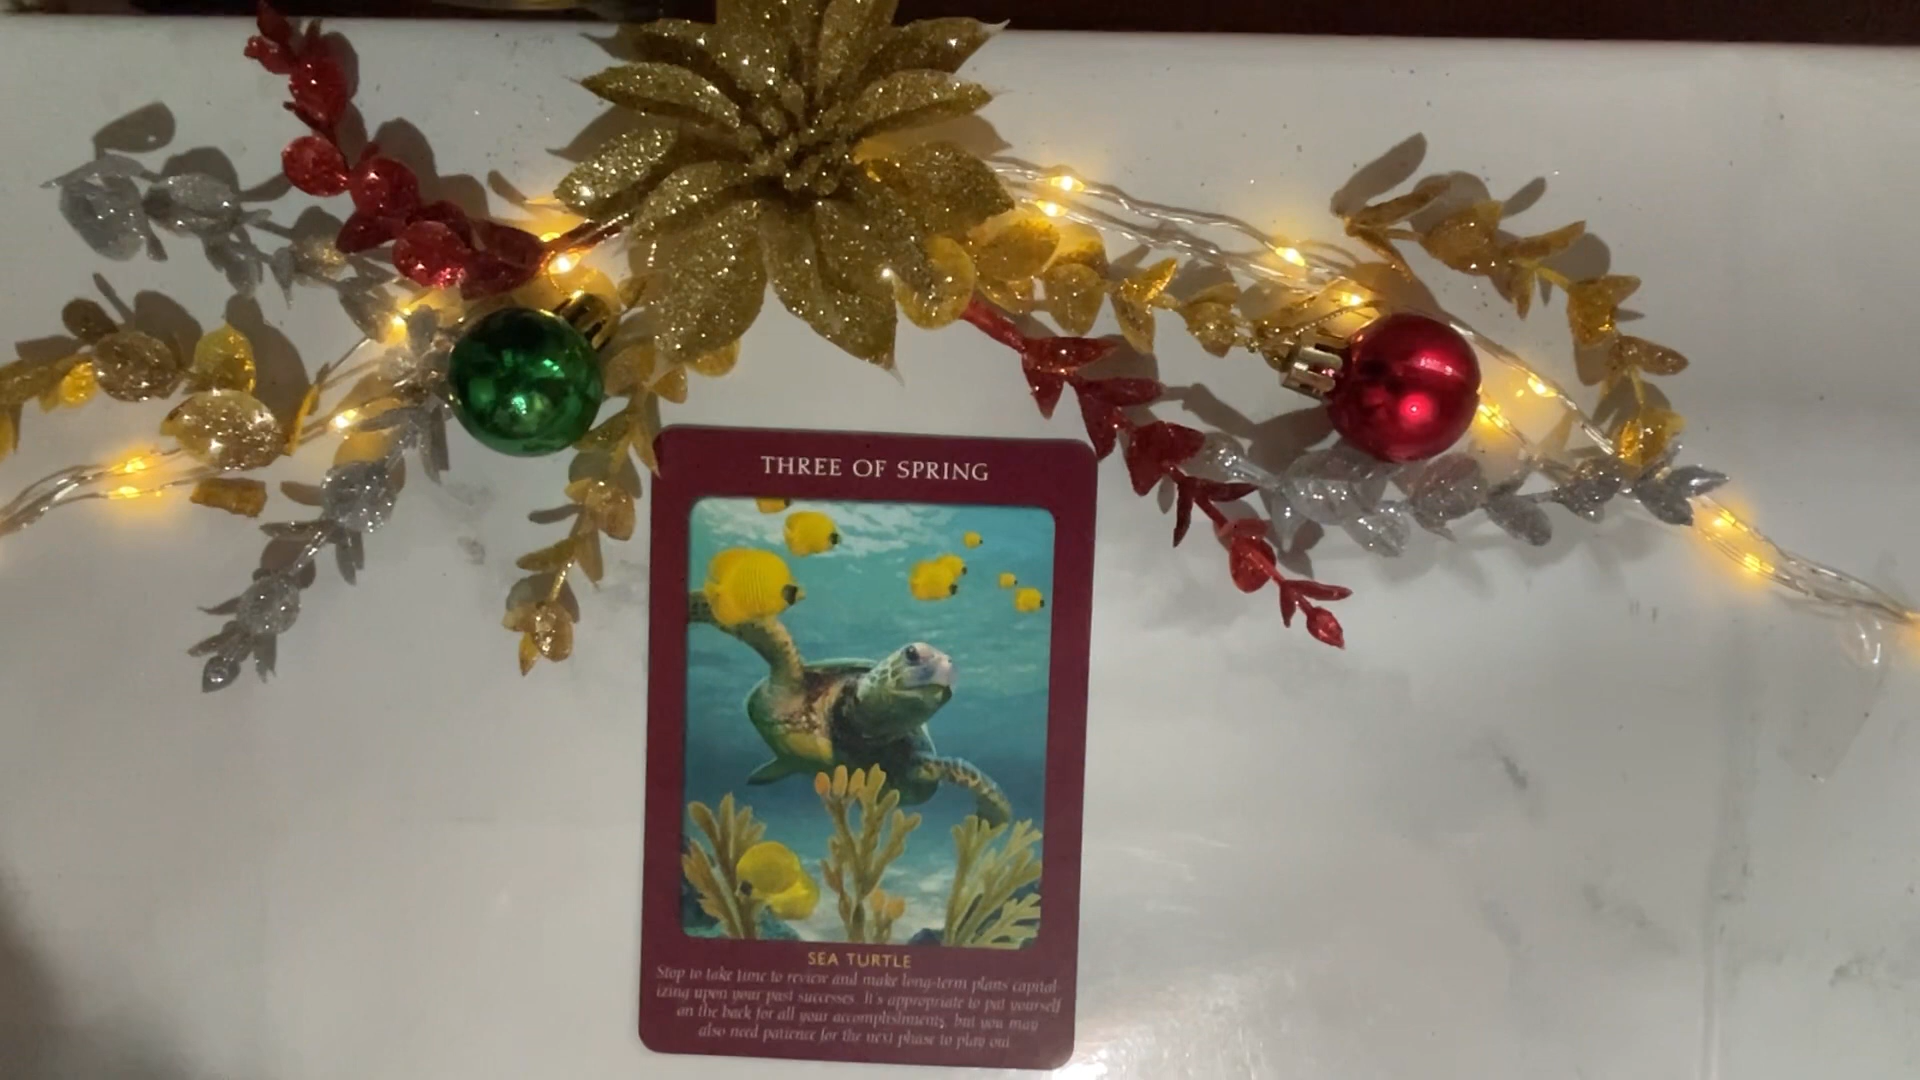 THREE OF SPRING
SEA TURTLE
Stop to take time to review and make long-term plans capital-
izing upon your past successes. It's appropriate to pat yourself
on the back for all your accomplishments, but you may
also need patience for the next phase to play out